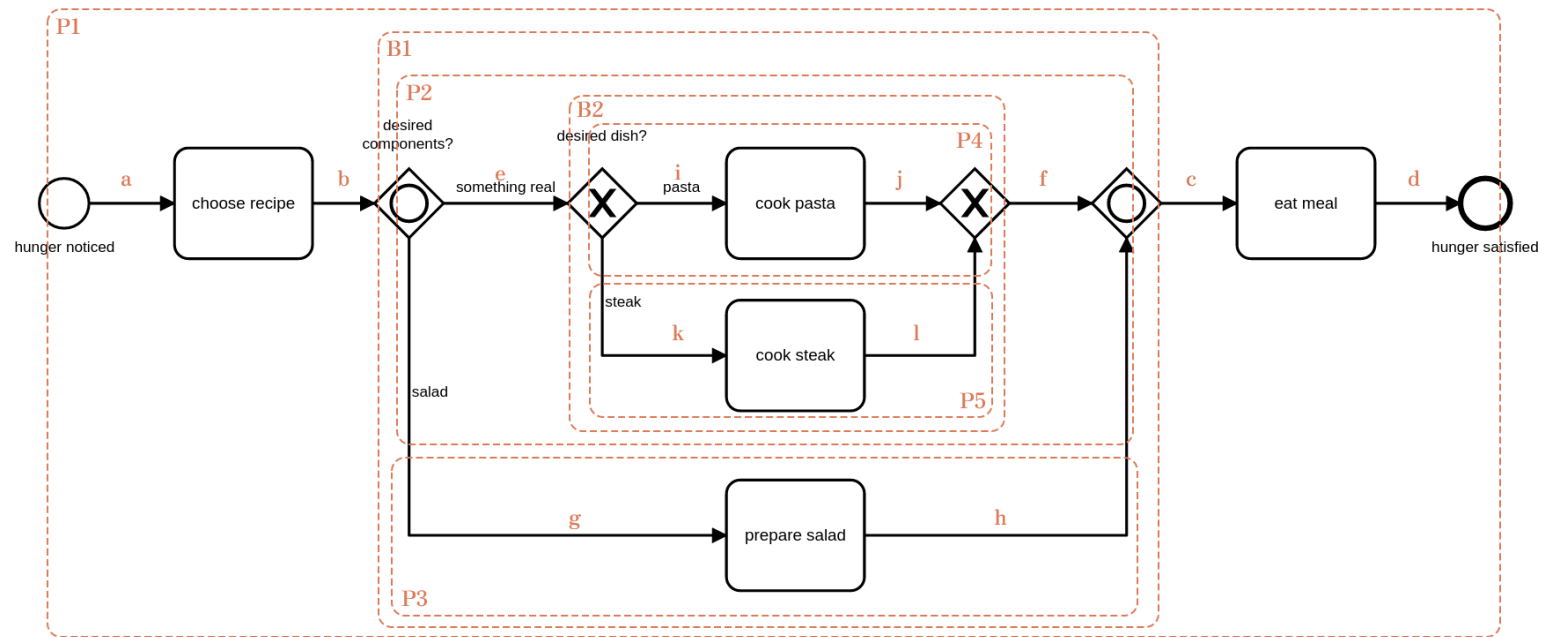 P1
B1
P2
B2
desired
components?
desired dish?
P4
a
b
e
something real
i
pasta
j
f
c
d
choose recipe
X
cook pasta
X
eat meal
hunger noticed
hunger satisfied
steak
k
cook steak
l
salad
P5
g
prepare salad
h
P3